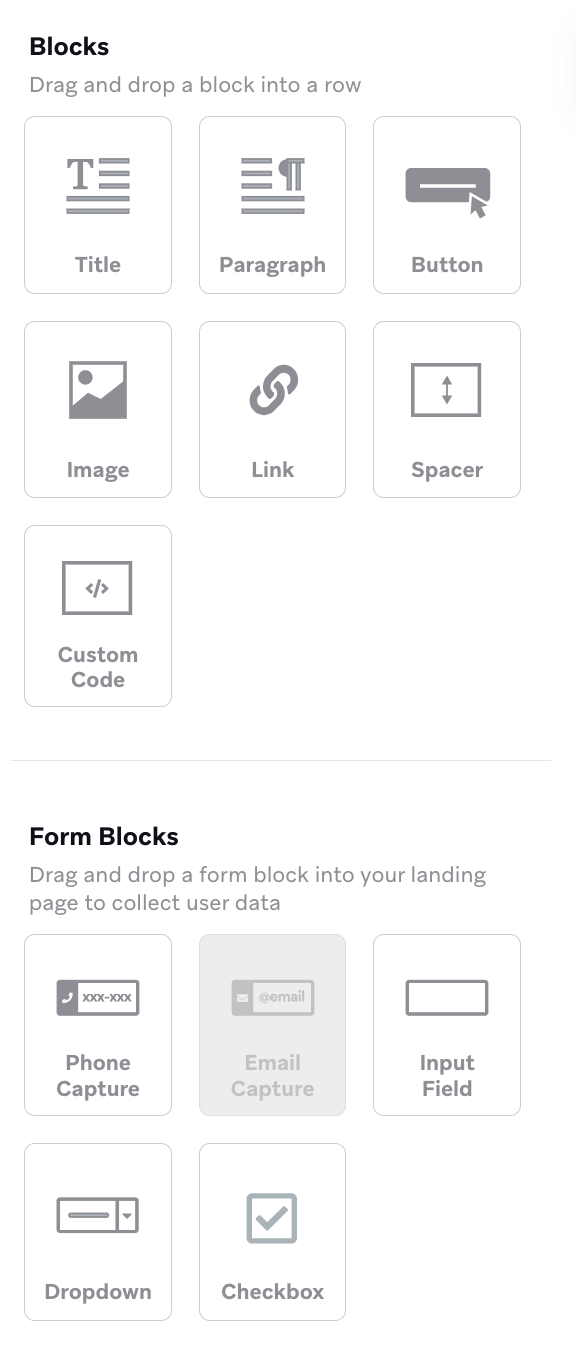 Blocks
Drag and drop a block into a row
T
¶
Title
Paragraph
Button
Image
Link
Spacer
</>
Custom
Code
Form Blocks
Drag and drop a form block into your landing
page to collect user data
xxx-xxx
@email
Phone
Capture
Email
Capture
Input
Field
Dropdown
Checkbox